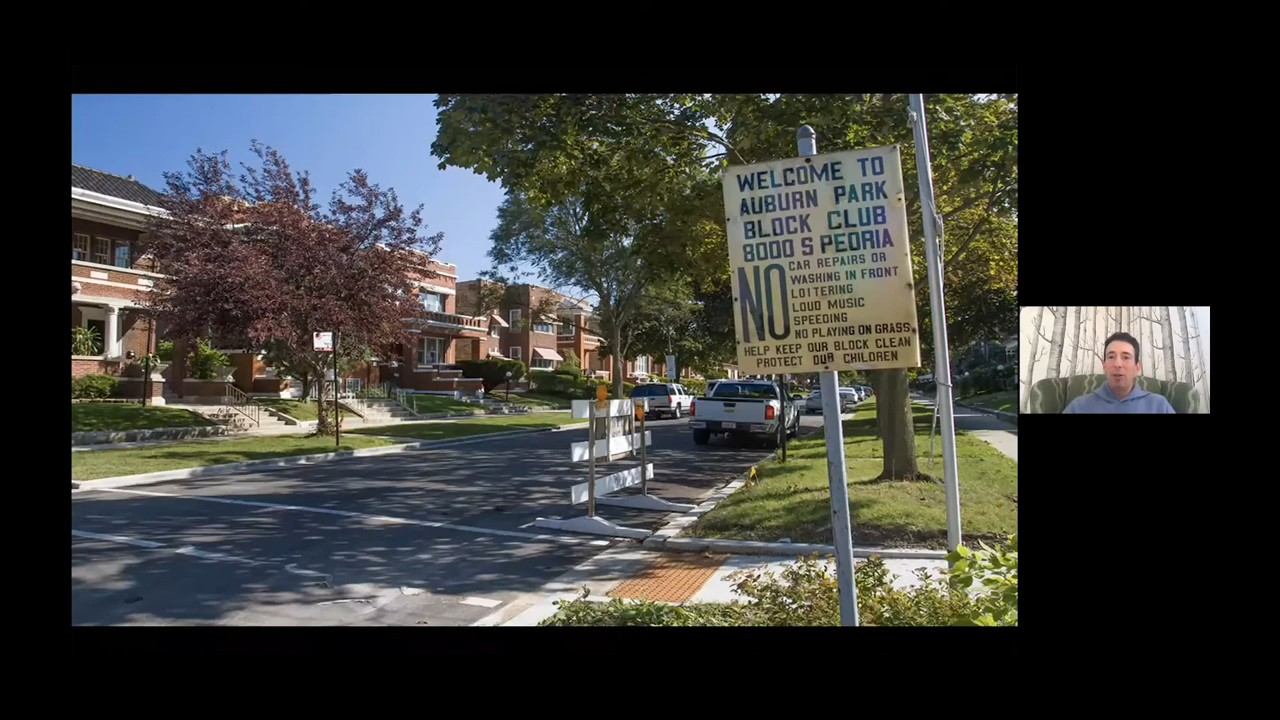 WELCOME TO
AUBURN PARK
BLOCK CLUB
8000 S PEORIA
NO
CAR REPAIRS OR
WASHING IN FRONT
LOITERING
LOUD MUSIC
SPEEDING
NO PLAYING ON GRASS
HELP KEEP OUR BLOCK CLEAN
PROTECT OUR CHILDREN